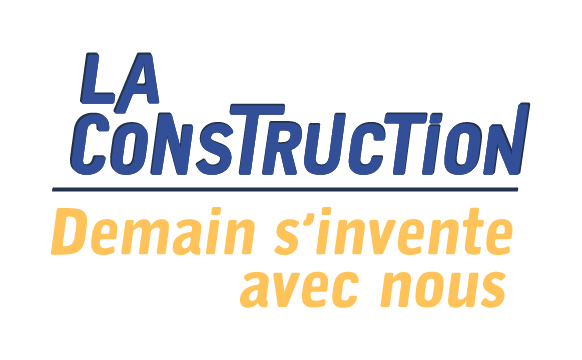 LA
CONSTRUCTION
Demain s'invente
avec nous